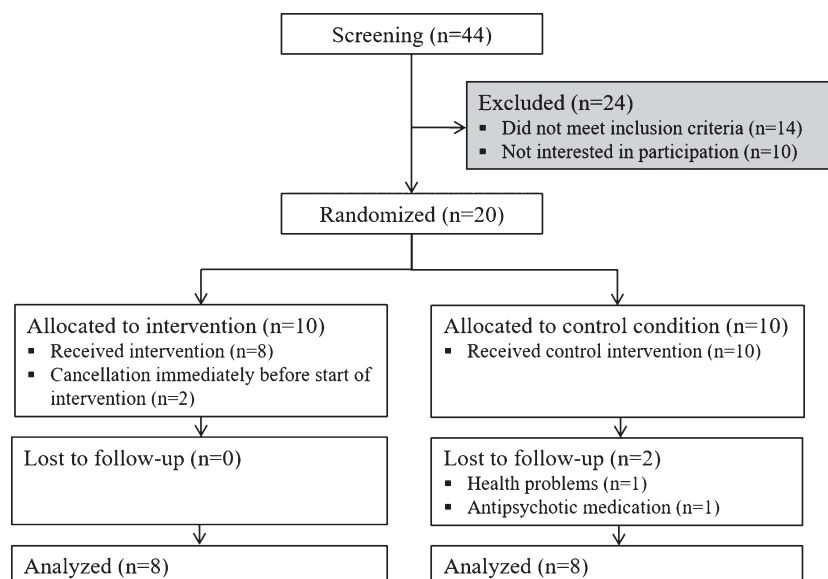 Screening (n=44)
Excluded (n=24)
▪ Did not meet inclusion criteria (n=14)
▪ Not interested in participation (n=10)
Randomized (n=20)
Allocated to intervention (n=10)
▪ Received intervention (n=8)
▪ Cancellation immediately before start of
intervention (n=2)
Allocated to control condition (n=10)
▪ Received control intervention (n=10)
Lost to follow-up (n=0)
Lost to follow-up (n=2)
▪ Health problems (n=1)
▪ Antipsychotic medication (n=1)
Analyzed (n=8)
Analyzed (n=8)